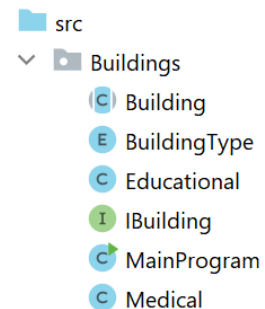 src
Buildings
C Building
E BuildingType
C Educational
I IBuilding
C MainProgram
C Medical